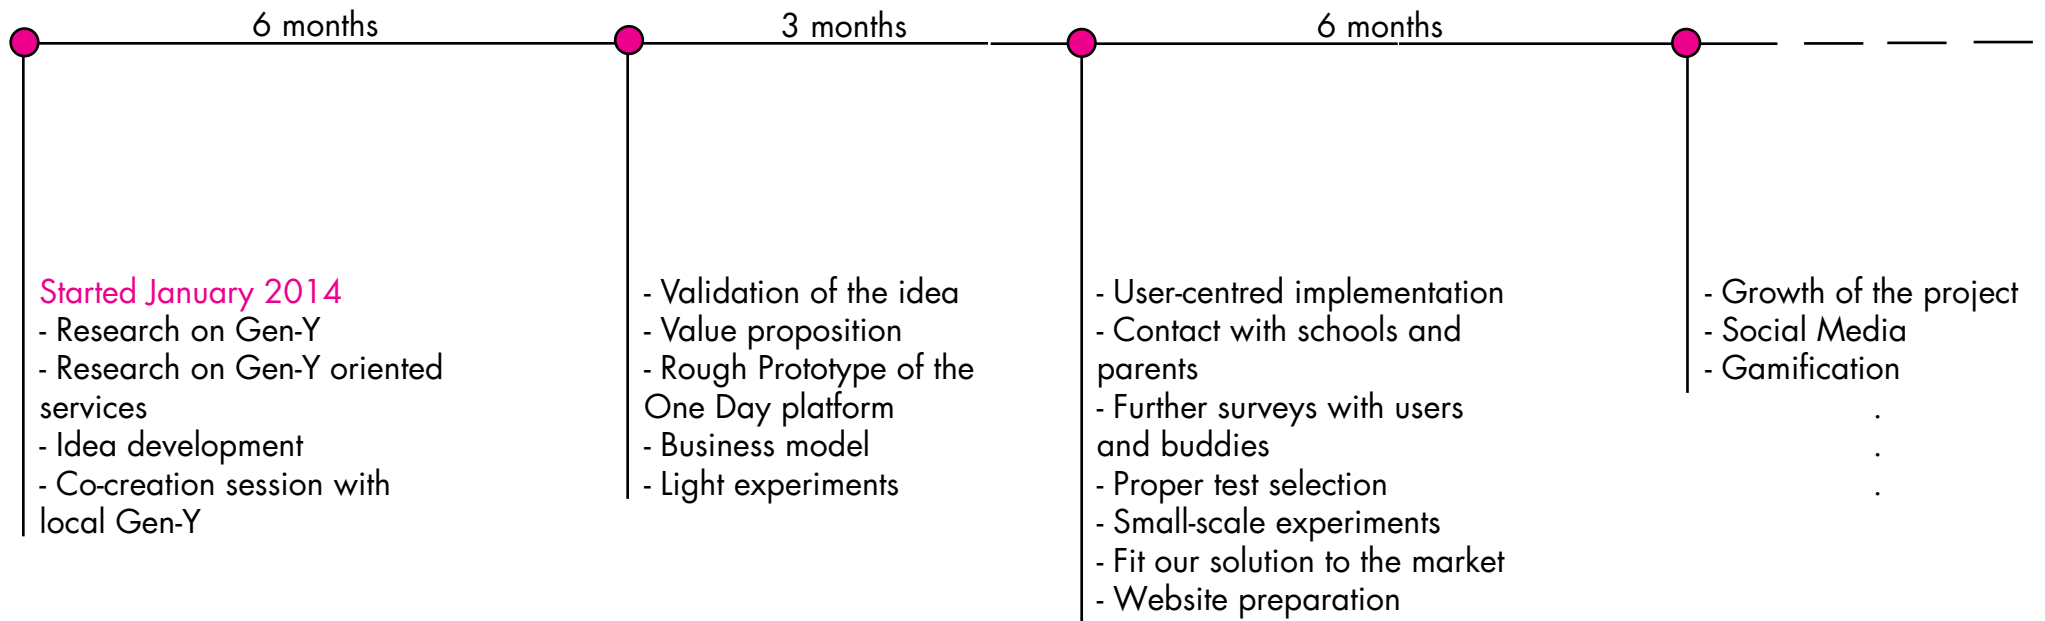 6 months
3 months
6 months
Started January 2014
- Research on Gen-Y
- Research on Gen-Y oriented
services
- Idea development
- Co-creation session with
local Gen-Y
- Validation of the idea
- Value proposition
- Rough Prototype of the
One Day platform
- Business model
- Light experiments
- User-centred implementation
- Contact with schools and
parents
- Further surveys with users
and buddies
- Proper test selection
- Small-scale experiments
- Fit our solution to the market
- Website preparation
- Growth of the project
- Social Media
- Gamification
.
.
.